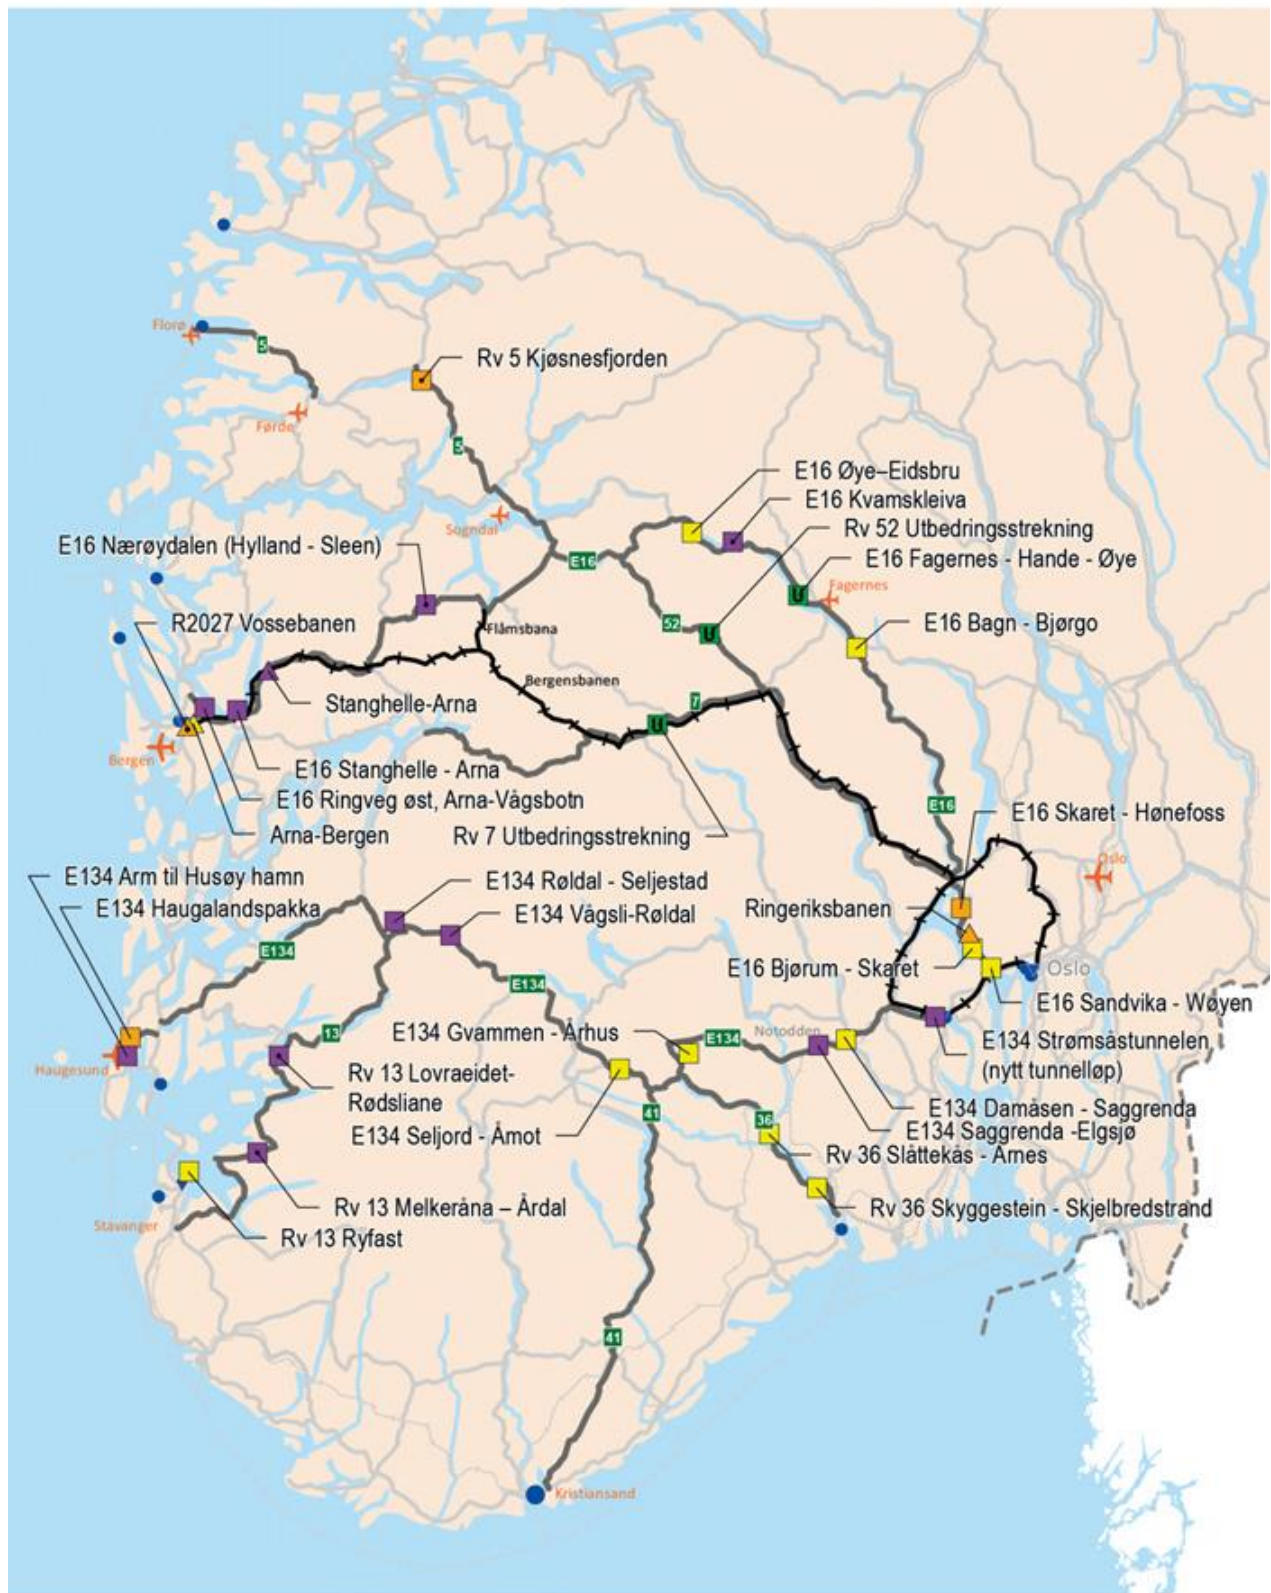 Florø
5
Rv 5 Kjøsnesfjorden
Førde
5
E16 Øye–Eidsbru
E16 Kvamskleiva
Sogndal
Rv 52 Utbedringsstrekning
E16 Nærøydalen (Hylland - Sleen)
E16
E16 Fagernes - Hande - Øye
Fagernes
U
R2027 Vossebanen
Flåmsbana
52
U
E16 Bagn - Bjørgo
Bergensbanen
Stanghelle-Arna
7
U
Bergen
E16 Stanghelle - Arna
E16 Ringveg øst, Arna-Vågsbotn
E16
E16 Skaret - Hønefoss
Arna-Bergen
Rv 7 Utbedringsstrekning
Oslo
E134 Arm til Husøy hamn
E134 Røldal - Seljestad
E134 Haugalandspakka
E134 Vågsli-Røldal
Ringeriksbanen
E134
E16 Bjørum - Skaret
Oslo
E134
E16 Sandvika - Wøyen
13
E134 Gvammen - Århus
E134
Notodden
E134 Strømsåstunnelen
(nytt tunnelløp)
Haugesund
Rv 13 Lovraeidet-
Rødsliane
41
36
E134 Damåsen - Saggrenda
E134 Seljord - Åmot
E134 Saggrenda -Elgsjø
Rv 36 Slåttekås - Årnes
Rv 13 Melkeråna – Årdal
Rv 36 Skyggestein - Skjelbredstrand
Stavanger
Rv 13 Ryfast
41
Kristiansand